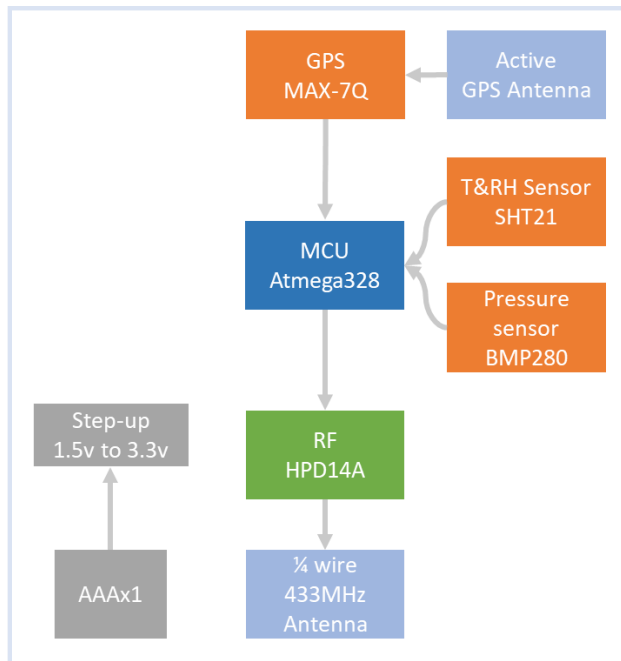 GPS
MAX-7Q
Active
GPS Antenna
T&RH Sensor
SHT21
MCU
Atmega328
Pressure
sensor
BMP280
Step-up
1.5v to 3.3v
RF
HPD14A
AAAx1
¼ wire
433MHz
Antenna